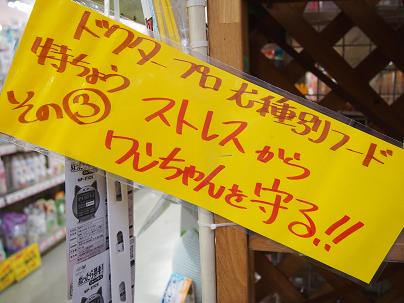 ドクタープロ 犬種別フード
特ちょう
その③
ストレスから
ワンちゃんを守る!!